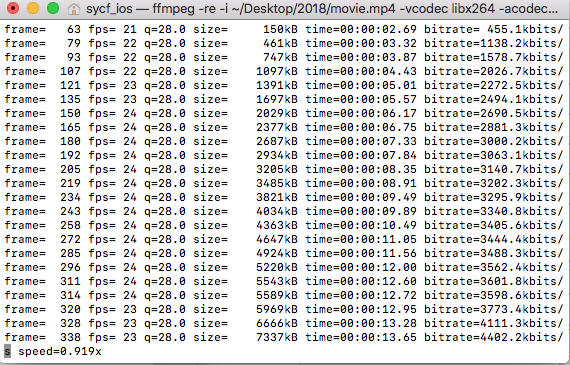 sycf_ios — ffmpeg -re -i ~/Desktop/2018/movie.mp4 -vcodec libx264 -acodec...
frame=   63 fps= 21 q=28.0 size=     150kB time=00:00:02.69 bitrate= 455.1kbits/
frame=   79 fps= 22 q=28.0 size=     461kB time=00:00:03.32 bitrate=1138.2kbits/
frame=   93 fps= 22 q=28.0 size=     747kB time=00:00:03.87 bitrate=1578.7kbits/
frame=  107 fps= 22 q=28.0 size=    1097kB time=00:00:04.43 bitrate=2026.7kbits/
frame=  121 fps= 23 q=28.0 size=    1391kB time=00:00:05.01 bitrate=2272.5kbits/
frame=  135 fps= 23 q=28.0 size=    1697kB time=00:00:05.57 bitrate=2494.1kbits/
frame=  150 fps= 24 q=28.0 size=    2029kB time=00:00:06.17 bitrate=2690.5kbits/
frame=  165 fps= 24 q=28.0 size=    2377kB time=00:00:06.75 bitrate=2881.3kbits/
frame=  180 fps= 24 q=28.0 size=    2687kB time=00:00:07.33 bitrate=3000.2kbits/
frame=  192 fps= 24 q=28.0 size=    2934kB time=00:00:07.84 bitrate=3063.1kbits/
frame=  205 fps= 24 q=28.0 size=    3205kB time=00:00:08.35 bitrate=3140.7kbits/
frame=  219 fps= 24 q=28.0 size=    3485kB time=00:00:08.91 bitrate=3202.3kbits/
frame=  234 fps= 24 q=28.0 size=    3821kB time=00:00:09.49 bitrate=3295.9kbits/
frame=  243 fps= 24 q=28.0 size=    4034kB time=00:00:09.89 bitrate=3340.8kbits/
frame=  258 fps= 24 q=28.0 size=    4363kB time=00:00:10.49 bitrate=3405.6kbits/
frame=  272 fps= 24 q=28.0 size=    4647kB time=00:00:11.05 bitrate=3444.4kbits/
frame=  285 fps= 24 q=28.0 size=    4924kB time=00:00:11.56 bitrate=3488.3kbits/
frame=  296 fps= 24 q=28.0 size=    5220kB time=00:00:12.00 bitrate=3562.4kbits/
frame=  311 fps= 24 q=28.0 size=    5543kB time=00:00:12.60 bitrate=3601.8kbits/
frame=  314 fps= 24 q=28.0 size=    5589kB time=00:00:12.72 bitrate=3598.7kbits/
frame=  320 fps= 23 q=28.0 size=    5969kB time=00:00:12.95 bitrate=3773.4kbits/
frame=  328 fps= 23 q=28.0 size=    6666kB time=00:00:13.28 bitrate=4111.3kbits/
frame=  338 fps= 23 q=28.0 size=    7337kB time=00:00:13.65 bitrate=4402.2kbits/
s speed=0.919x